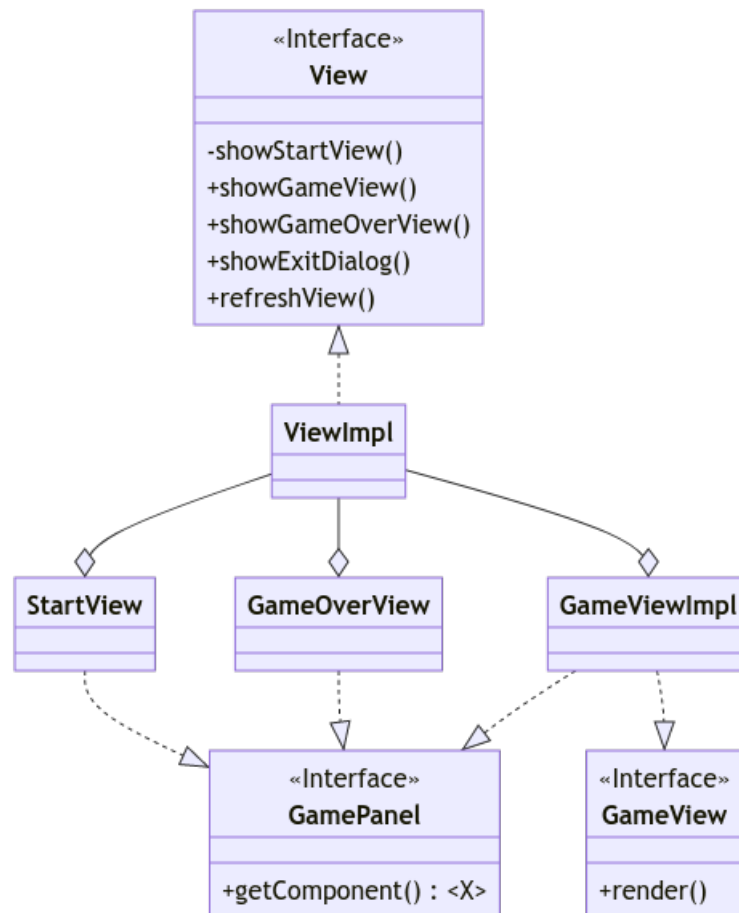 «Interface»
View
-showStartView()
+showGameView()
+showGameOverView()
+showExitDialog()
+refreshView()
ViewImpl
StartView
GameOverView
GameViewImpl
«Interface»
GamePanel
+getComponent() : <X>
«Interface»
GameView
+render()